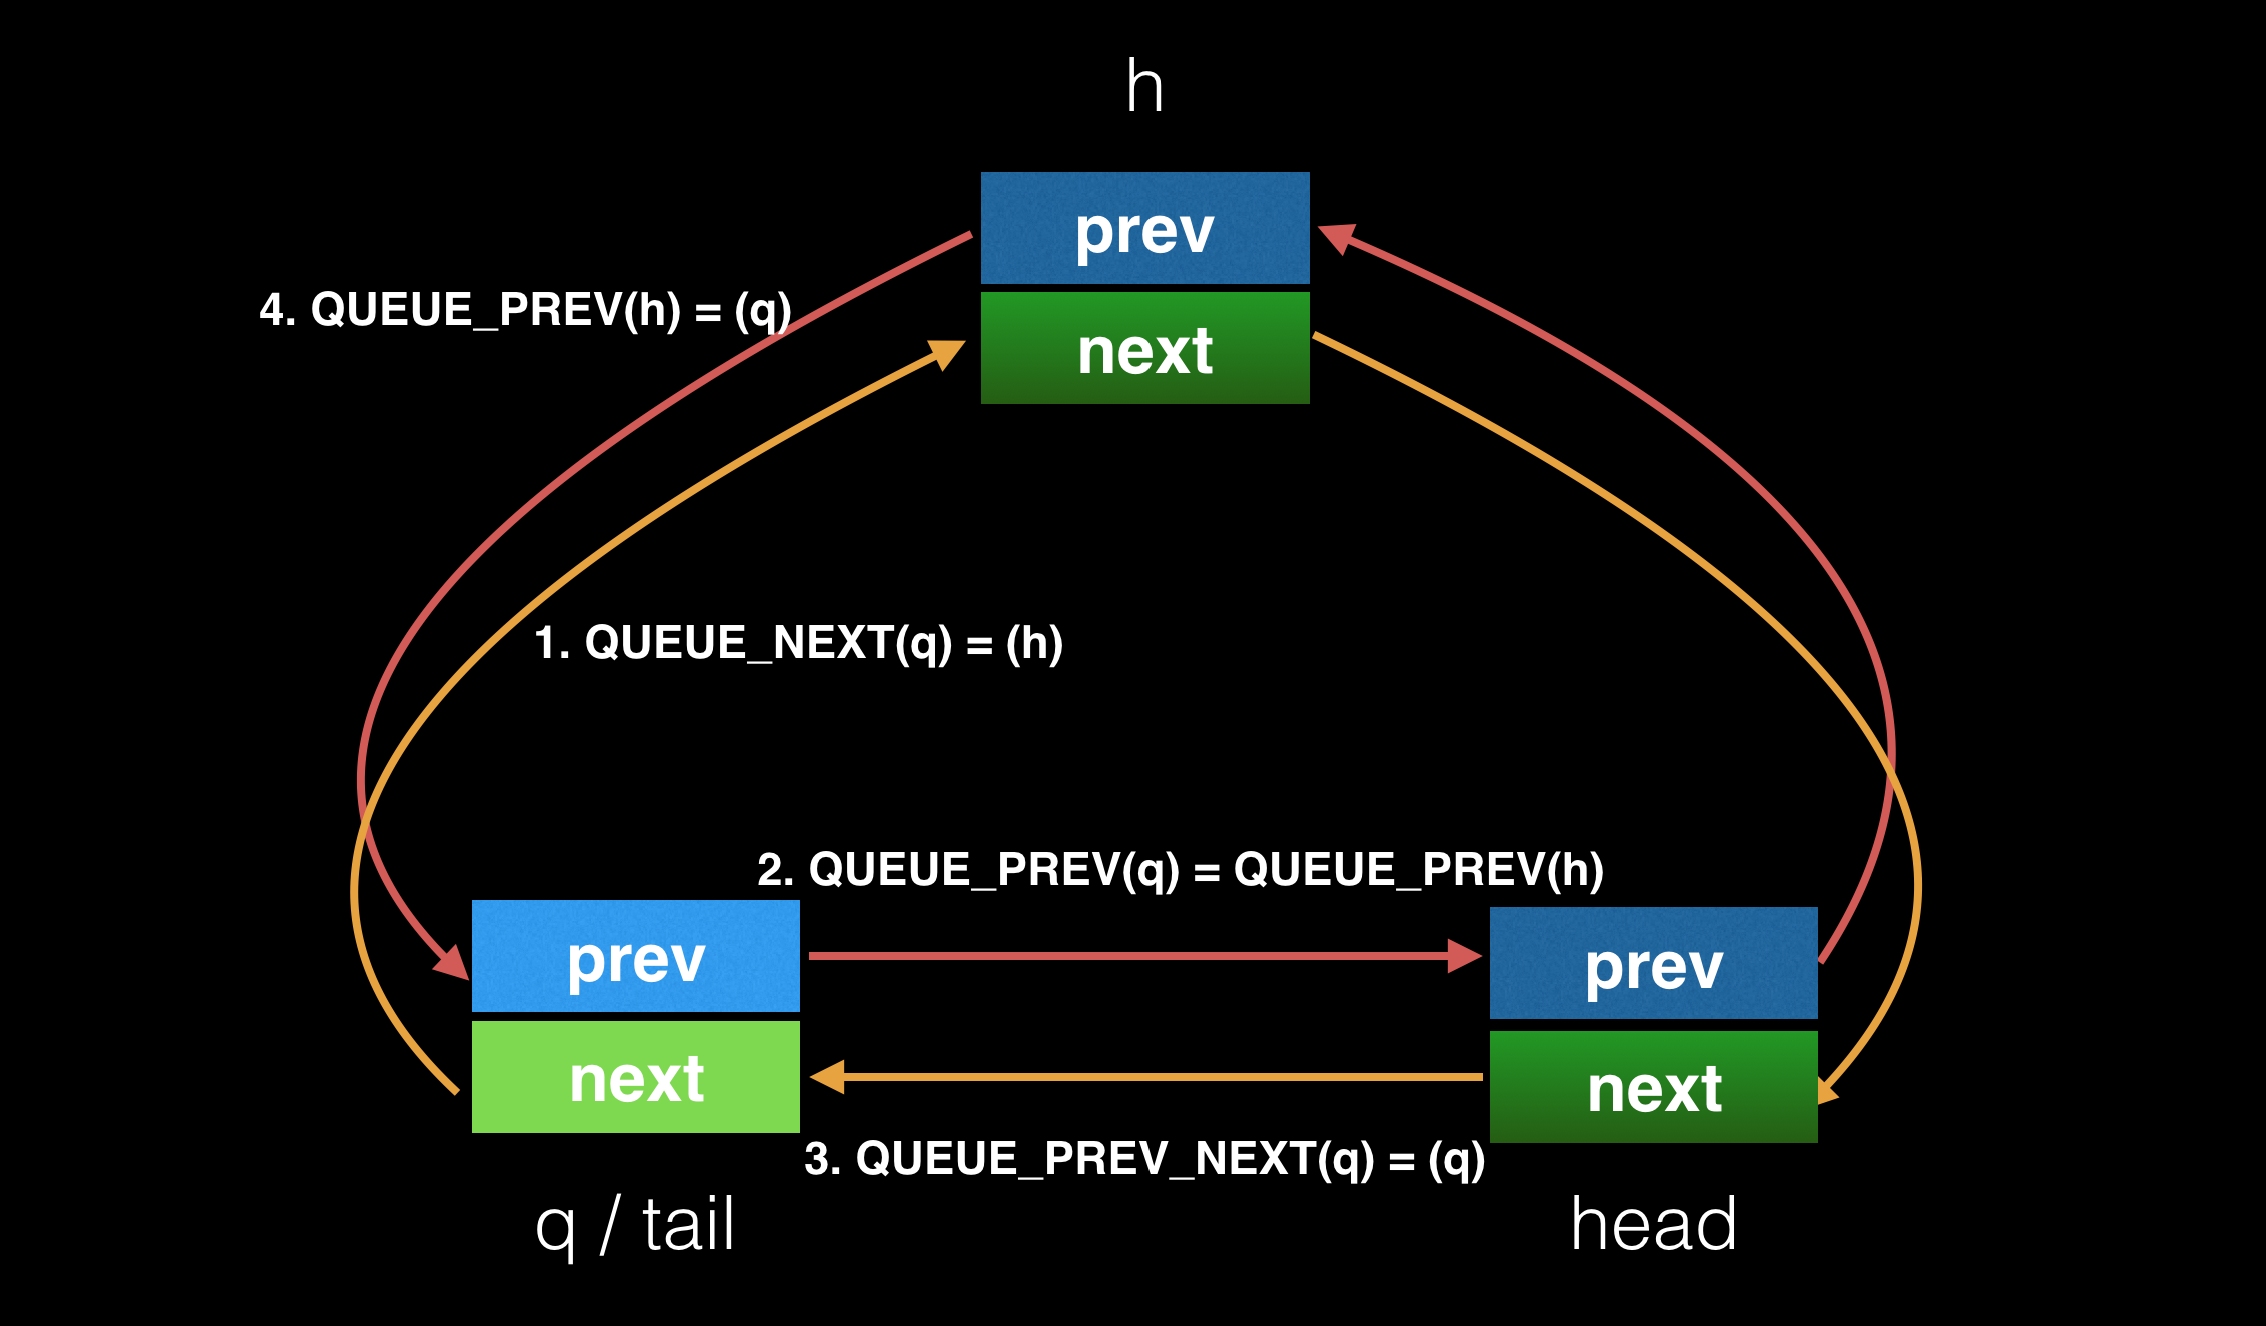 h
prev
4. QUEUE_PREV(h) = (q)
next
1. QUEUE_NEXT(q) = (h)
2. QUEUE_PREV(q) = QUEUE_PREV(h)
prev
prev
next
next
3. QUEUE_PREV_NEXT(q) = (q)
q / tail
head